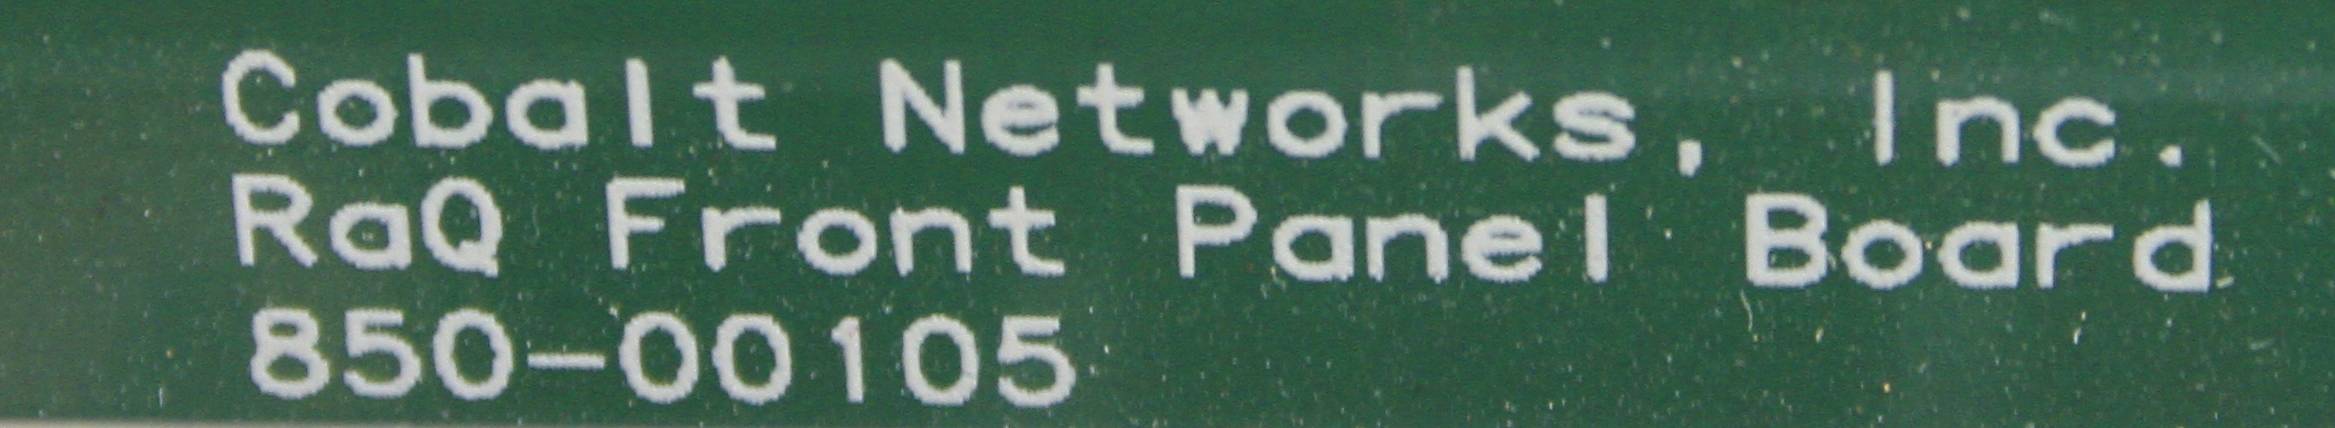 Cobalt Networks, Inc.
RaQ Front Panel Board
850-00105